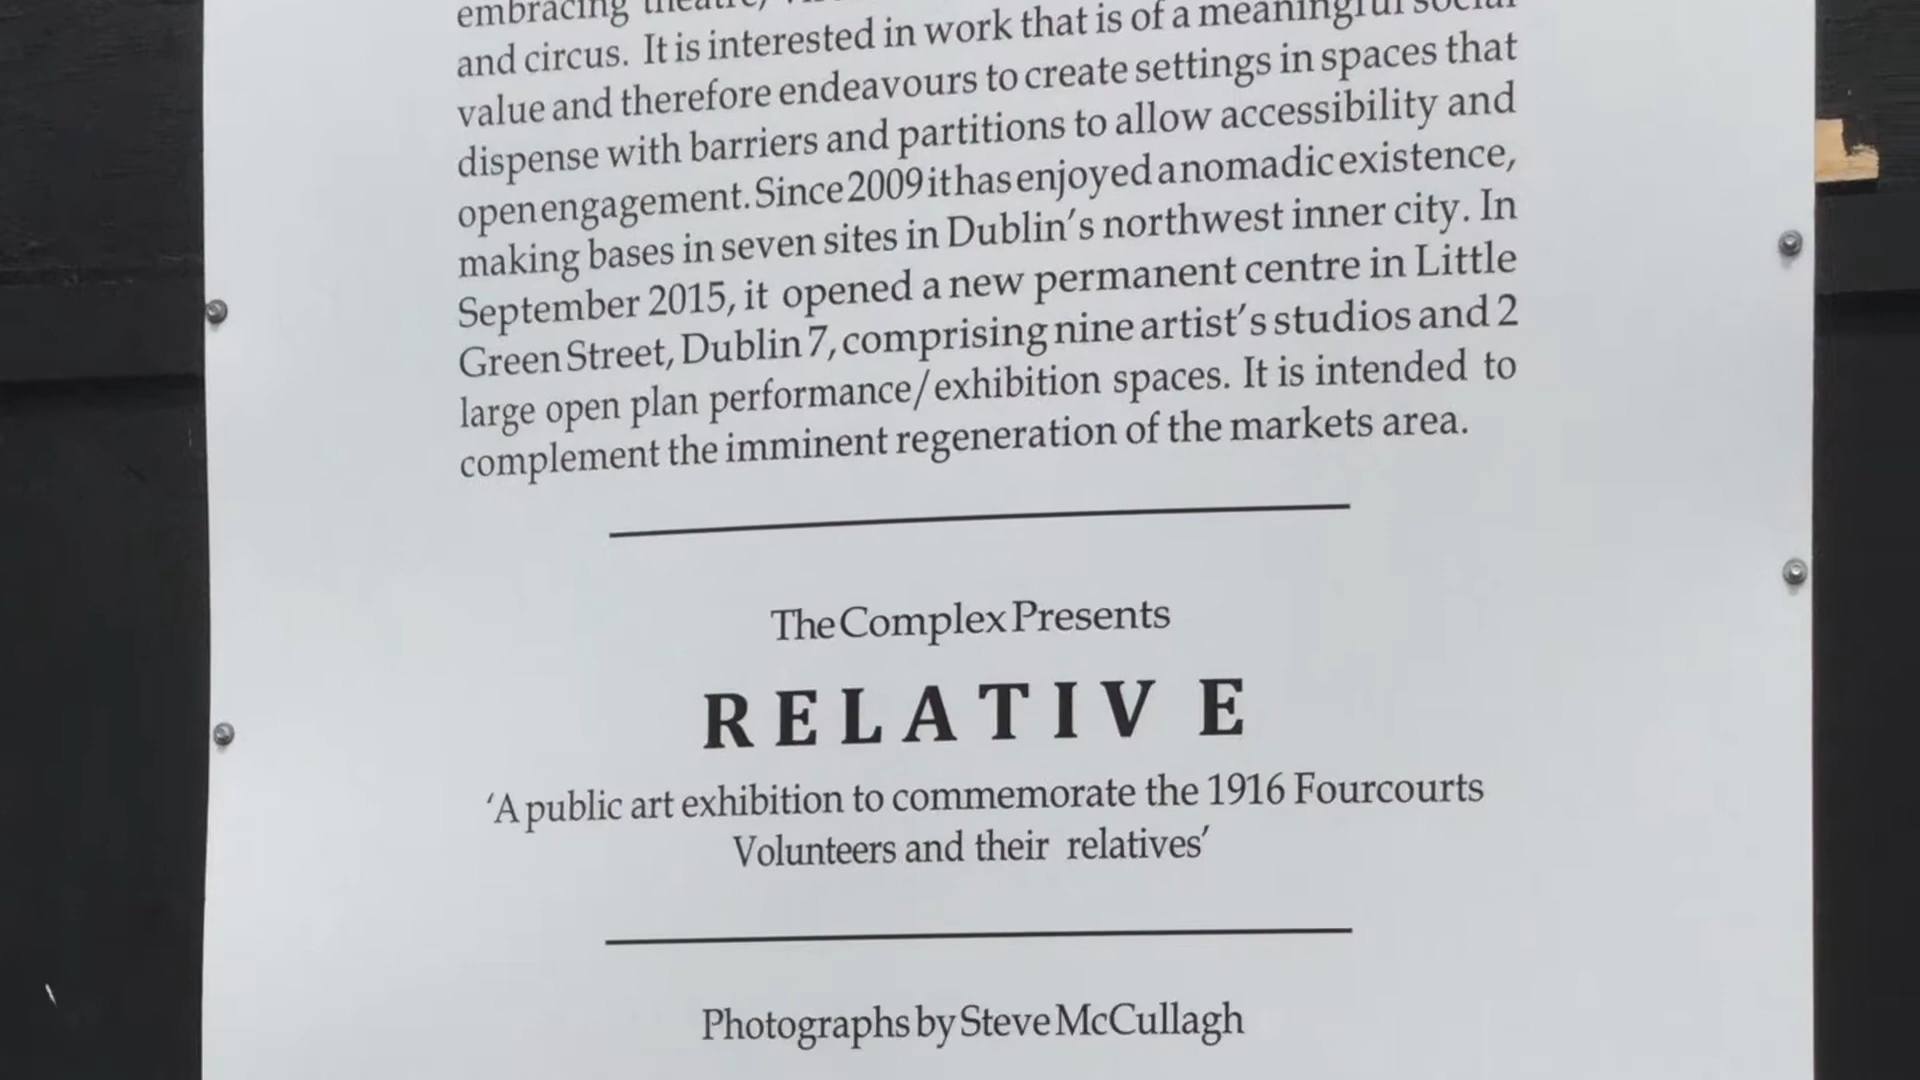 embracing theatre,
and circus. It is interested in work that is of a meaningful social
value and therefore endeavours to create settings in spaces that
dispense with barriers and partitions to allow accessibility and
open engagement. Since 2009 it has enjoyed a nomadic existence,
making bases in seven sites in Dublin's northwest inner city. In
September 2015, it opened a new permanent centre in Little
Green Street, Dublin 7, comprising nine artist's studios and 2
large open plan performance/exhibition spaces. It is intended to
complement the imminent regeneration of the markets area.
The Complex Presents
RELATIVE
'A public art exhibition to commemorate the 1916 Fourcourts
Volunteers and their relatives'
Photographs by Steve McCullagh